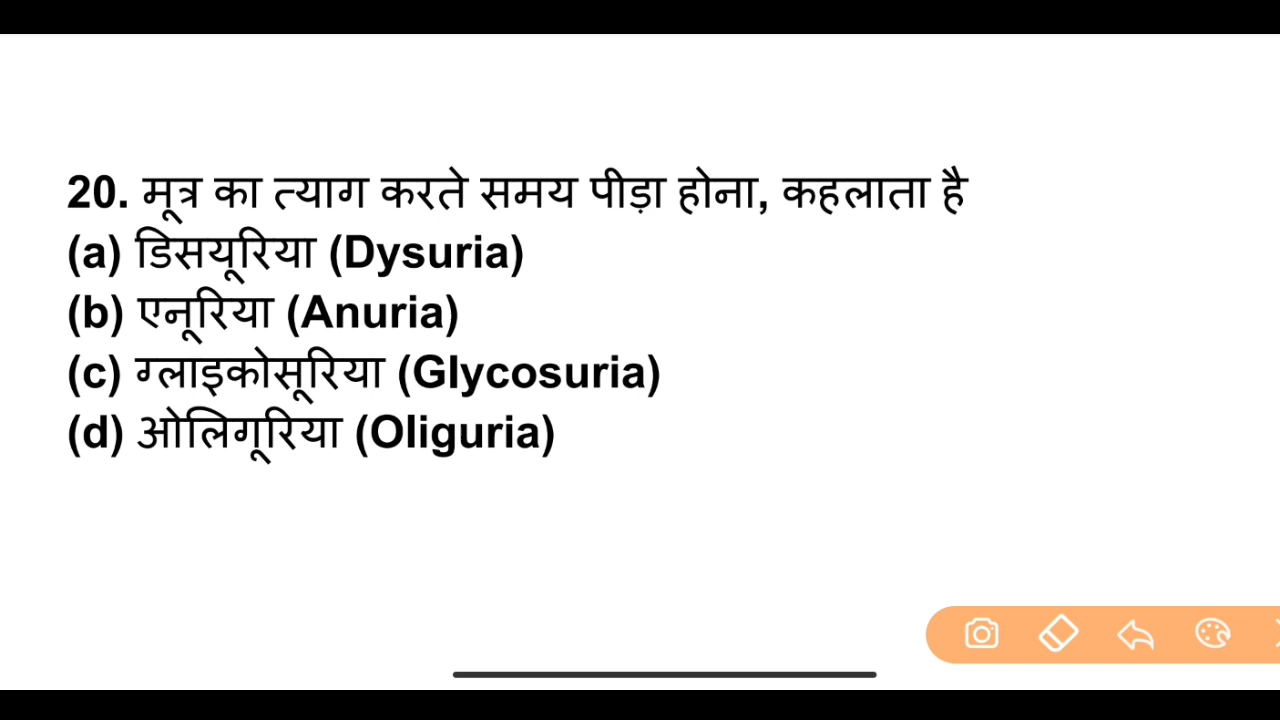 20. मूत्र का त्याग करते समय पीड़ा होना, कहलाता है
(a) डिसयूरिया (Dysuria)
(b) एनूरिया (Anuria)
(c) ग्लाइकोसूरिया (Glycosuria)
(d) ओलिगूरिया (Oliguria)